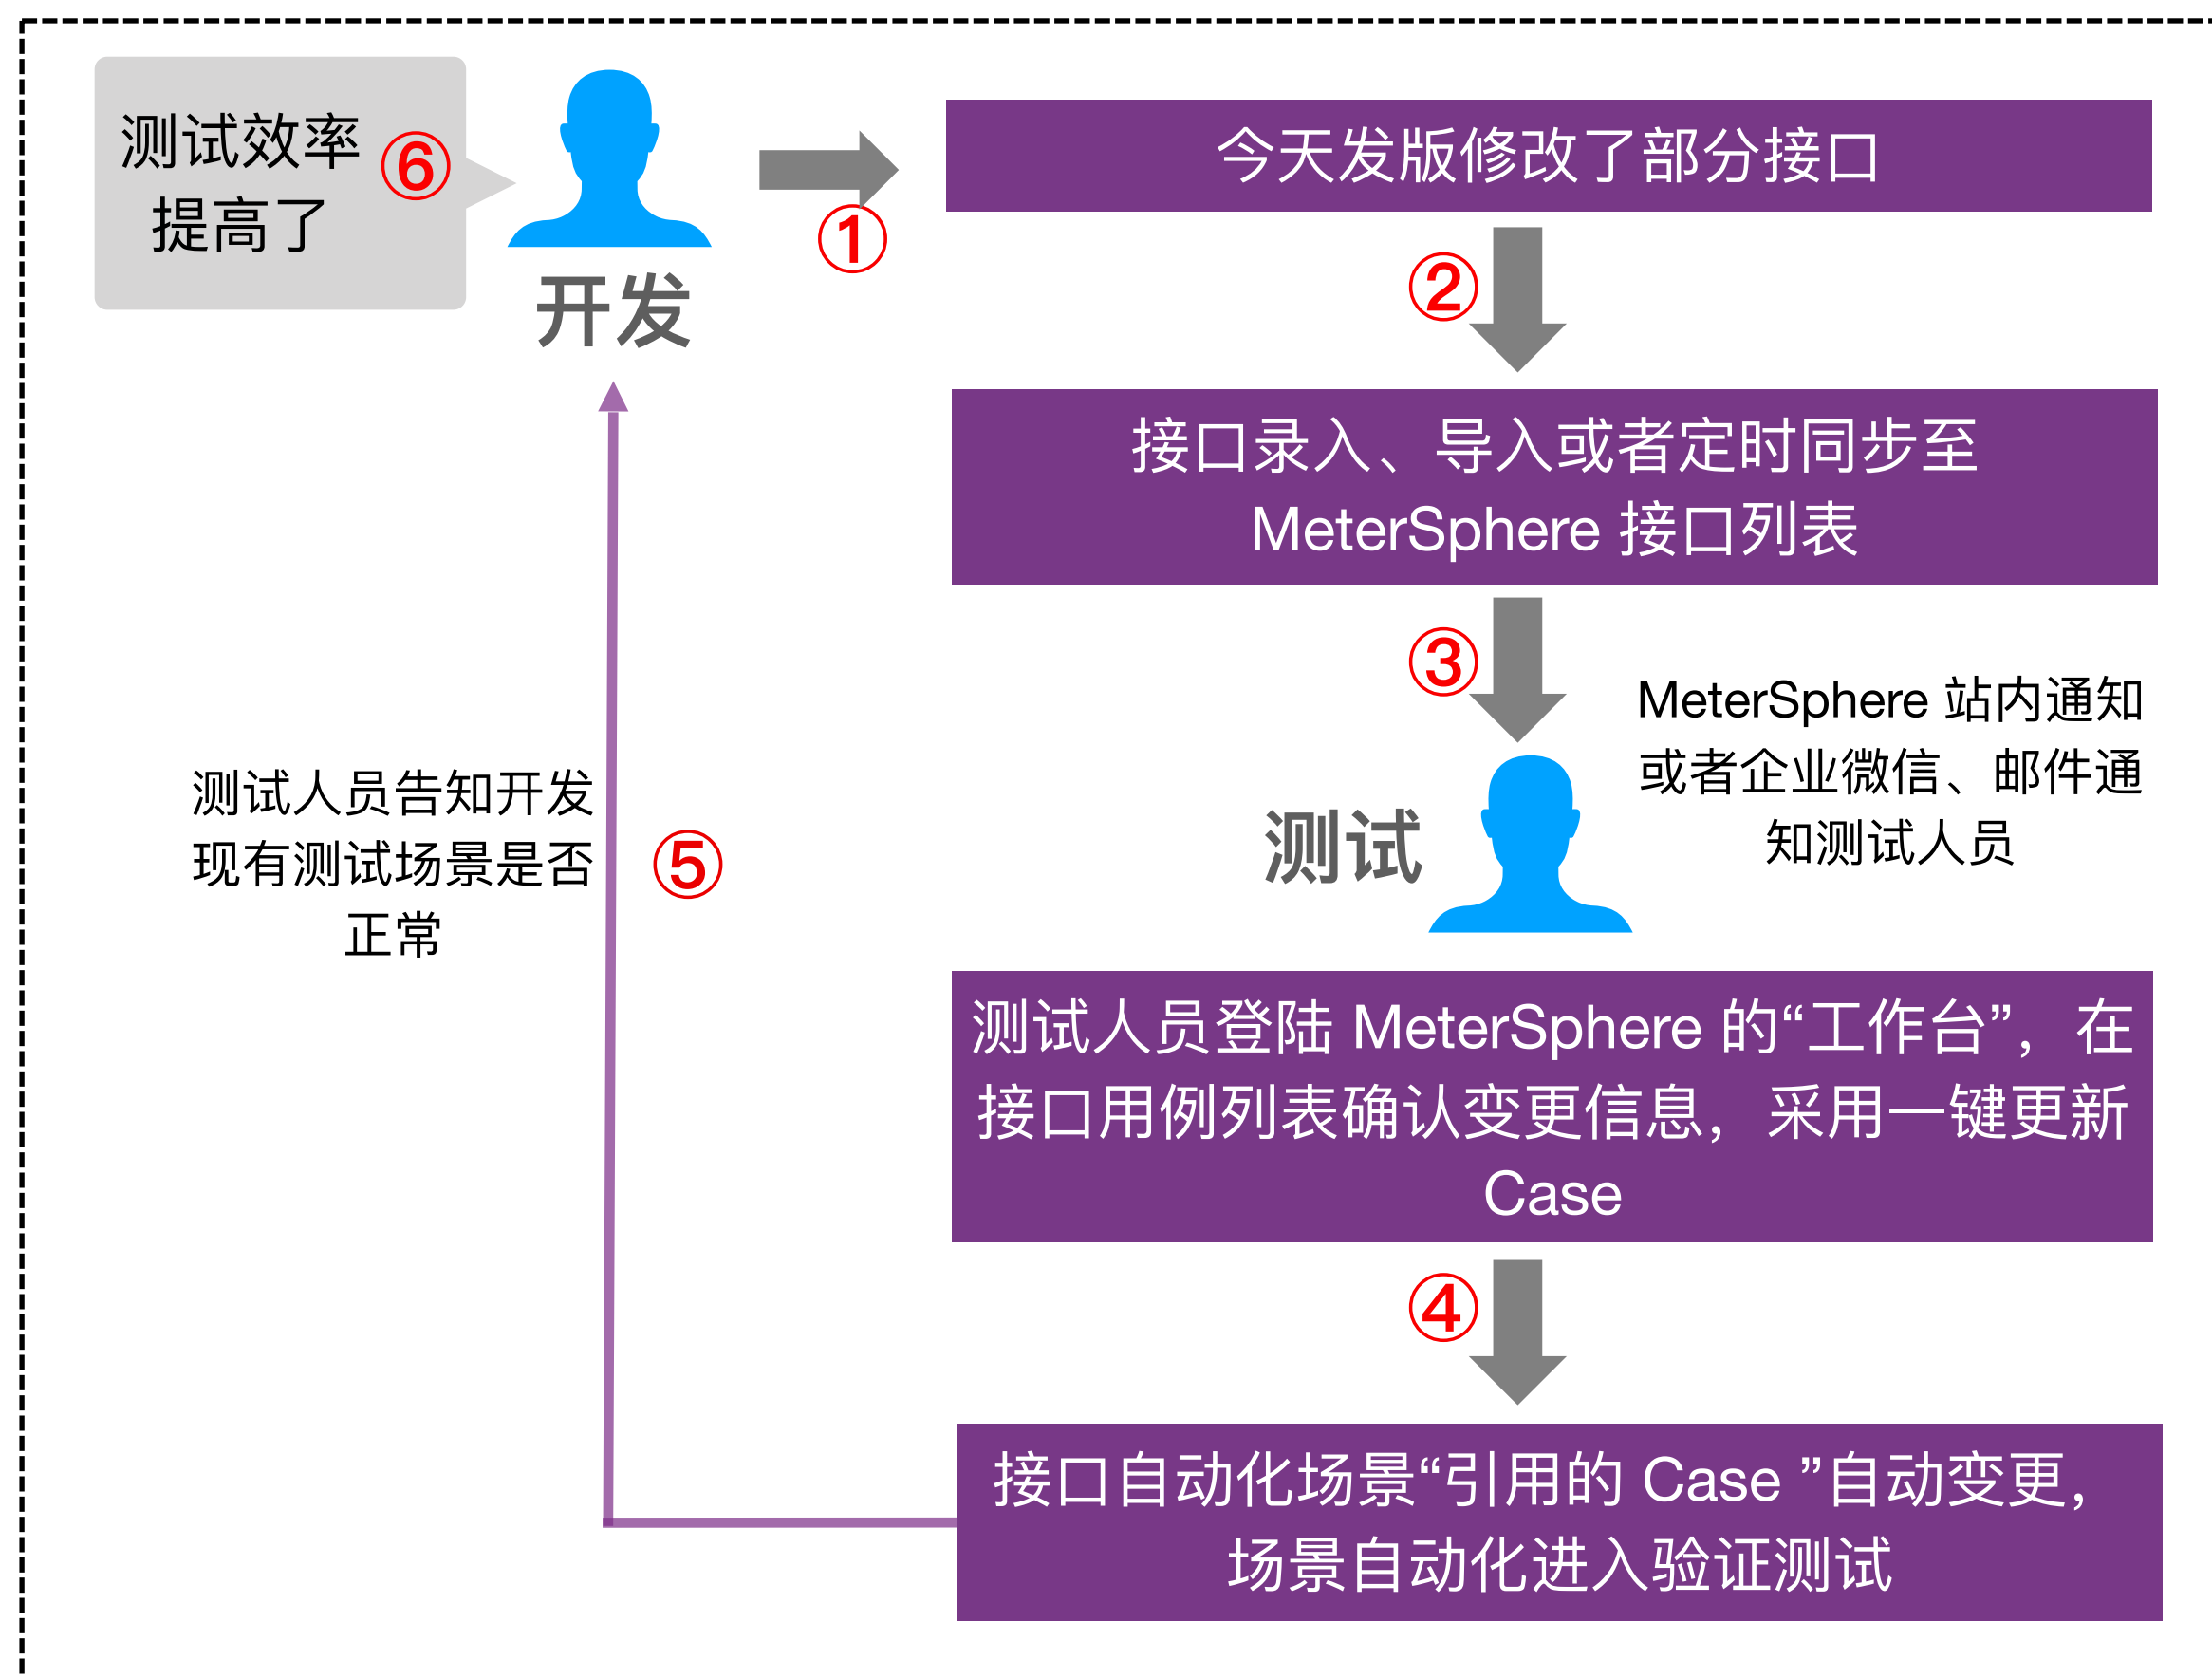 测试效率
提高了
⑥
开发
①
今天发版修改了部分接口
②
接口录入、导入或者定时同步至
MeterSphere 接口列表
③
MeterSphere 站内通知
或者企业微信、邮件通
知测试人员
测试
测试人员告知开发
现有测试场景是否
正常
⑤
测试人员登陆 MeterSphere 的“工作台”，在
接口用例列表确认变更信息，采用一键更新
Case
④
接口自动化场景“引用的 Case ”自动变更，
场景自动化进入验证测试